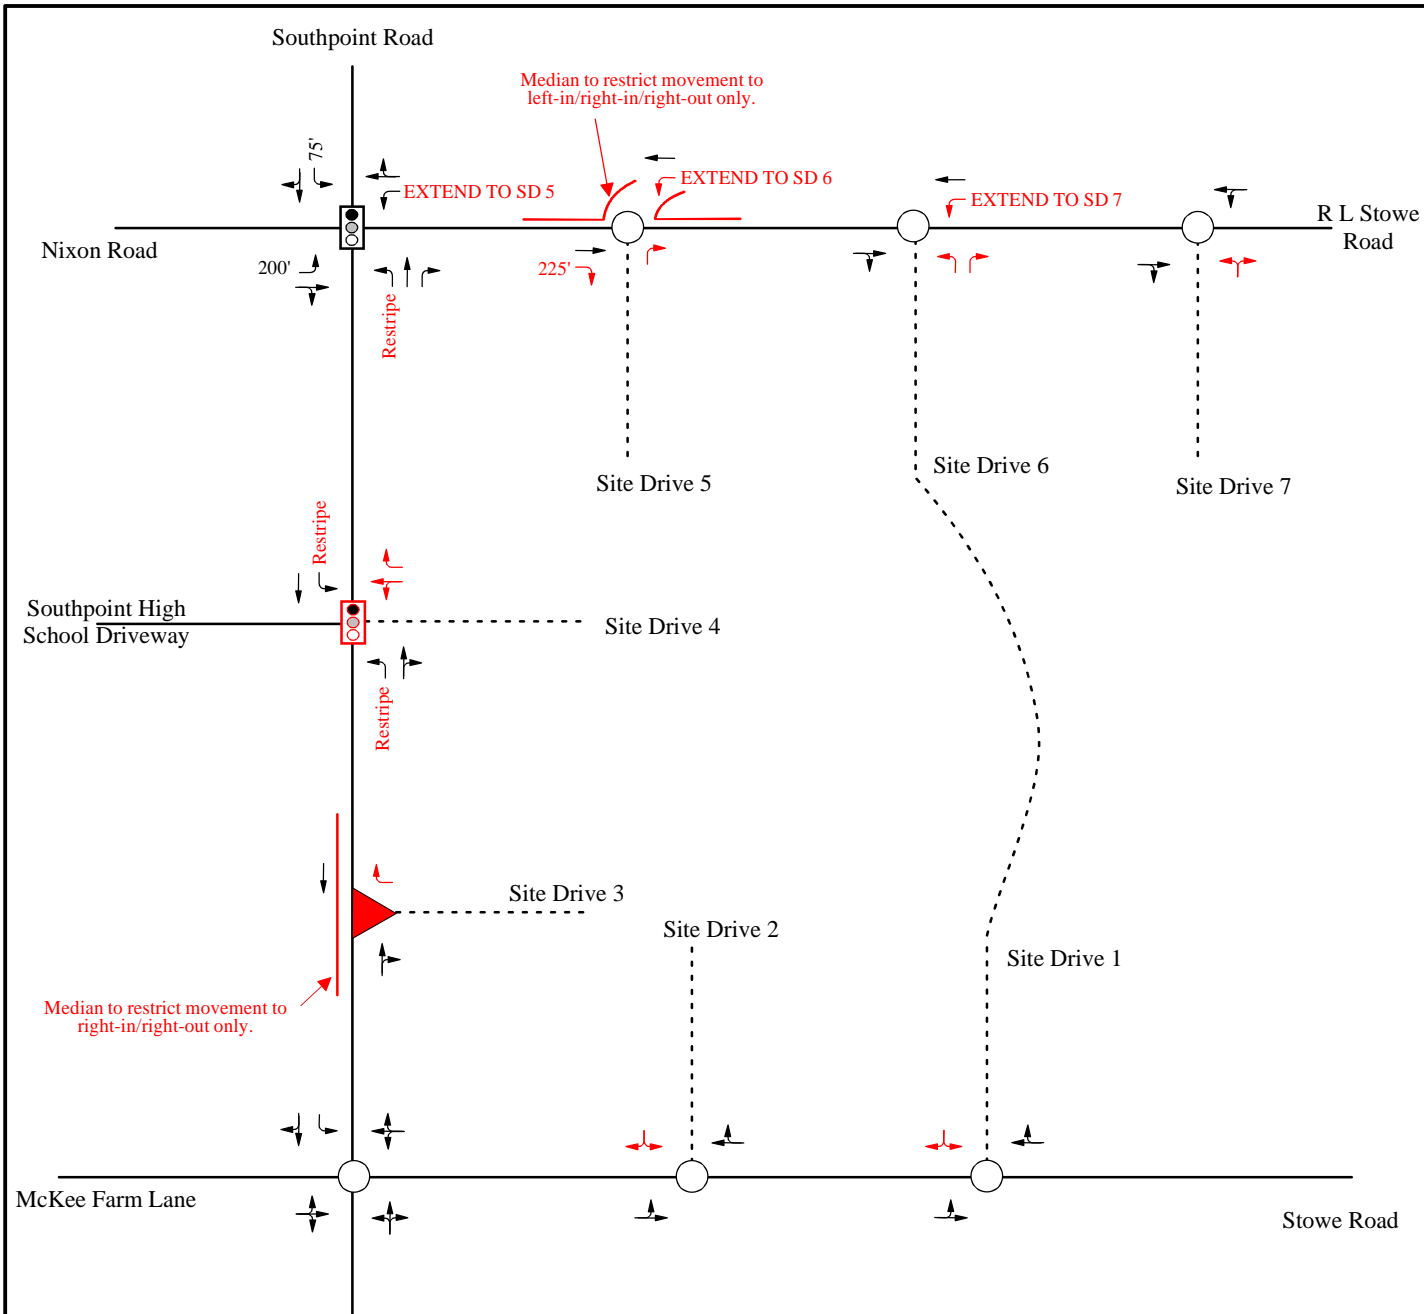 Southpoint Road
Median to restrict movement to
left-in/right-in/right-out only.
75'
EXTEND TO SD 5
EXTEND TO SD 6
EXTEND TO SD 7
R L Stowe
Road
Nixon Road
200'
225'
Restripe
Site Drive 5
Site Drive 6
Site Drive 7
Restripe
Southpoint High
School Driveway
Site Drive 4
Restripe
Site Drive 3
Site Drive 2
Site Drive 1
Median to restrict movement to
right-in/right-out only.
McKee Farm Lane
Stowe Road